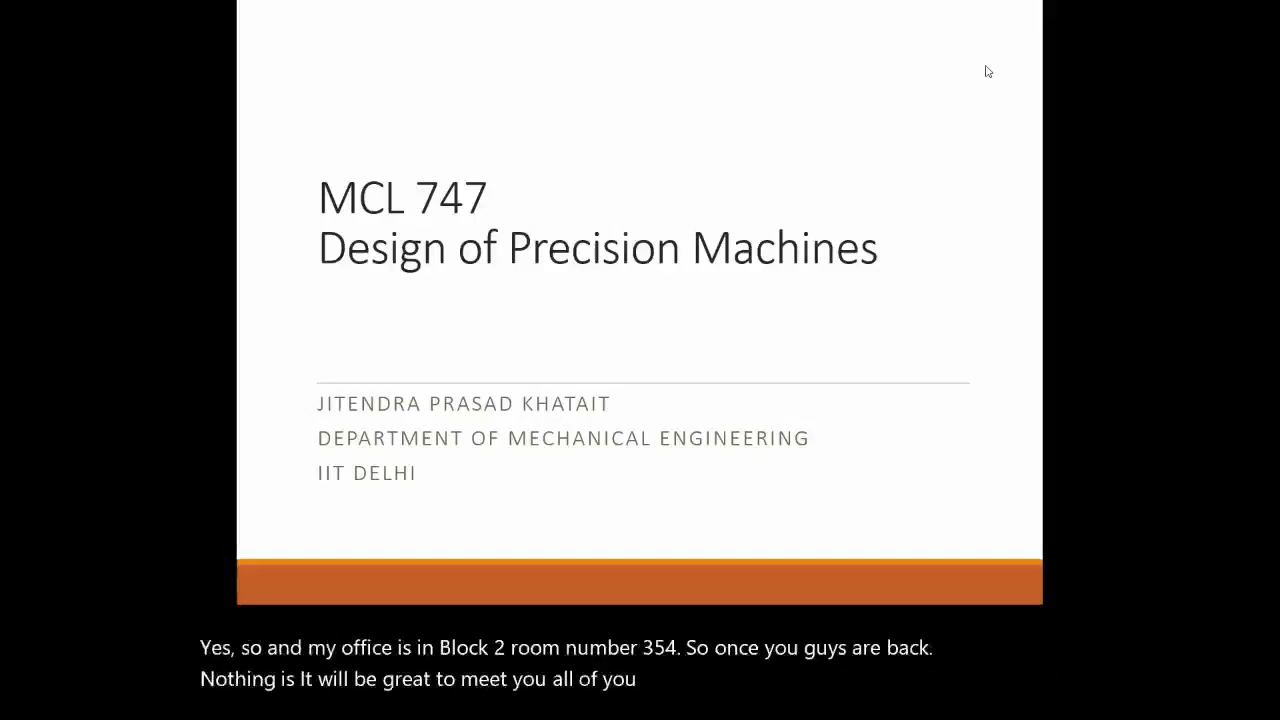 MCL 747
Design of Precision Machines
JITENDRA PRASAD KHATAIT
DEPARTMENT OF MECHANICAL ENGINEERING
IIT DELHI
Yes, so and my office is in Block 2 room number 354. So once you guys are back.
Nothing is It will be great to meet you all of you